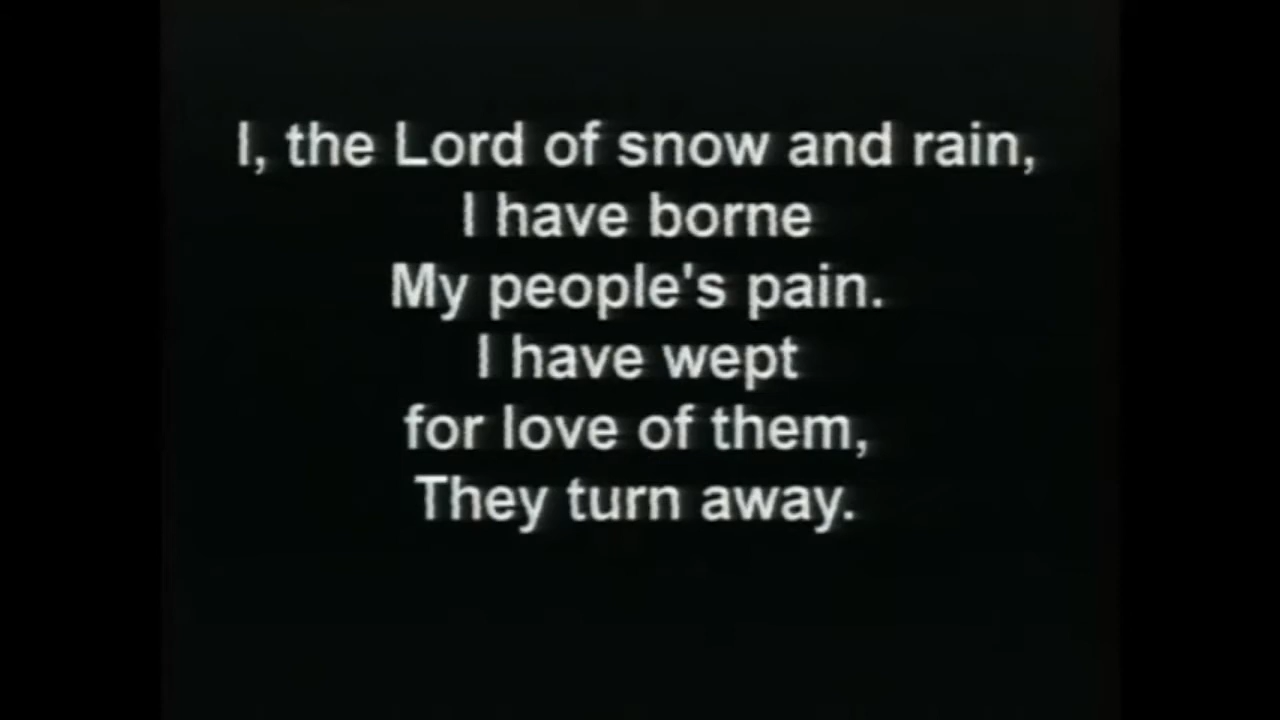 I, the Lord of snow and rain,
I have borne
My people's pain.
I have wept
for love of them,
They turn away.